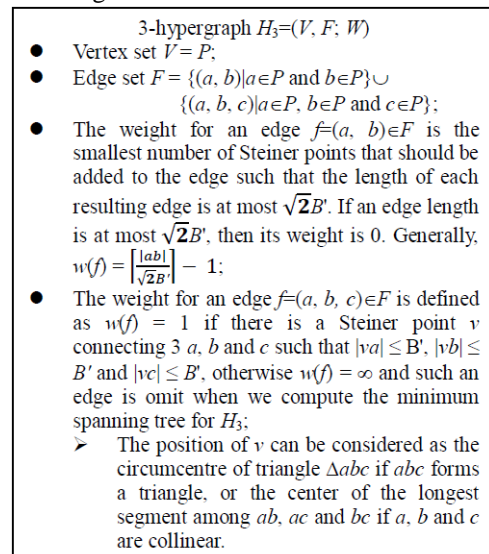 3-hypergraph H₃=(V, F; W)
● Vertex set V= P;
● Edge set F = {(a, b)|a∈P and b∈P}∪
{(a, b, c)|a∈P, b∈P and c∈P};
● The weight for an edge f=(a, b)∈F is the
smallest number of Steiner points that should be
added to the edge such that the length of each
resulting edge is at most √2B'. If an edge length
is at most √2B', then its weight is 0. Generally,
w(f) = ⌈|ab|/√2B'⌉ − 1;
● The weight for an edge f=(a, b, c)∈F is defined
as w(f) = 1 if there is a Steiner point v
connecting 3 a, b and c such that |va| ≤ B', |vb| ≤
B' and |vc| ≤ B', otherwise w(f) = ∞ and such an
edge is omit when we compute the minimum
spanning tree for H₃;
➢ The position of v can be considered as the
circumcentre of triangle Δabc if abc forms
a triangle, or the center of the longest
segment among ab, ac and bc if a, b and c
are collinear.